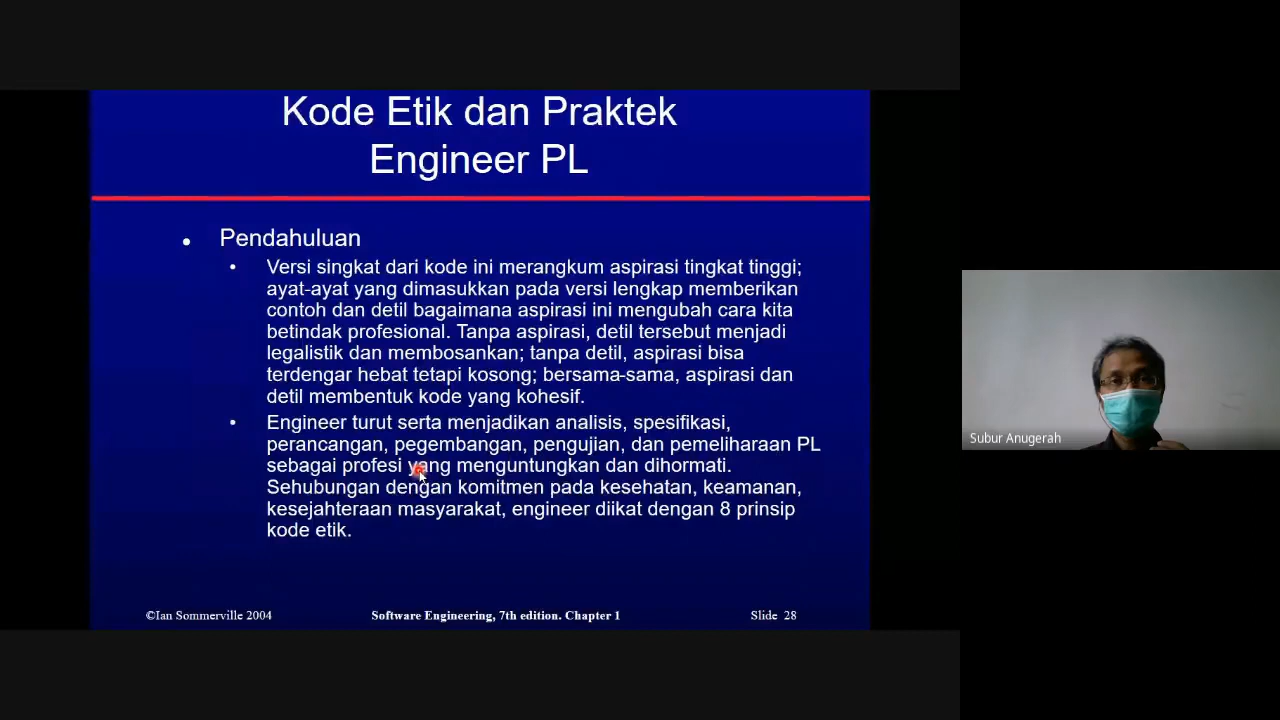 Kode Etik dan Praktek
Engineer PL
Pendahuluan
Versi singkat dari kode ini merangkum aspirasi tingkat tinggi;
ayat-ayat yang dimasukkan pada versi lengkap memberikan
contoh dan detil bagaimana aspirasi ini mengubah cara kita
betindak profesional. Tanpa aspirasi, detil tersebut menjadi
legalistik dan membosankan; tanpa detil, aspirasi bisa
terdengar hebat tetapi kosong; bersama-sama, aspirasi dan
detil membentuk kode yang kohesif.
Engineer turut serta menjadikan analisis, spesifikasi,
perancangan, pegembangan, pengujian, dan pemeliharaan PL
sebagai profesi yang menguntungkan dan dihormati.
Sehubungan dengan komitmen pada kesehatan, keamanan,
kesejahteraan masyarakat, engineer diikat dengan 8 prinsip
kode etik.
©Ian Sommerville 2004 Software Engineering, 7th edition. Chapter 1 Slide 28
Subur Anugerah